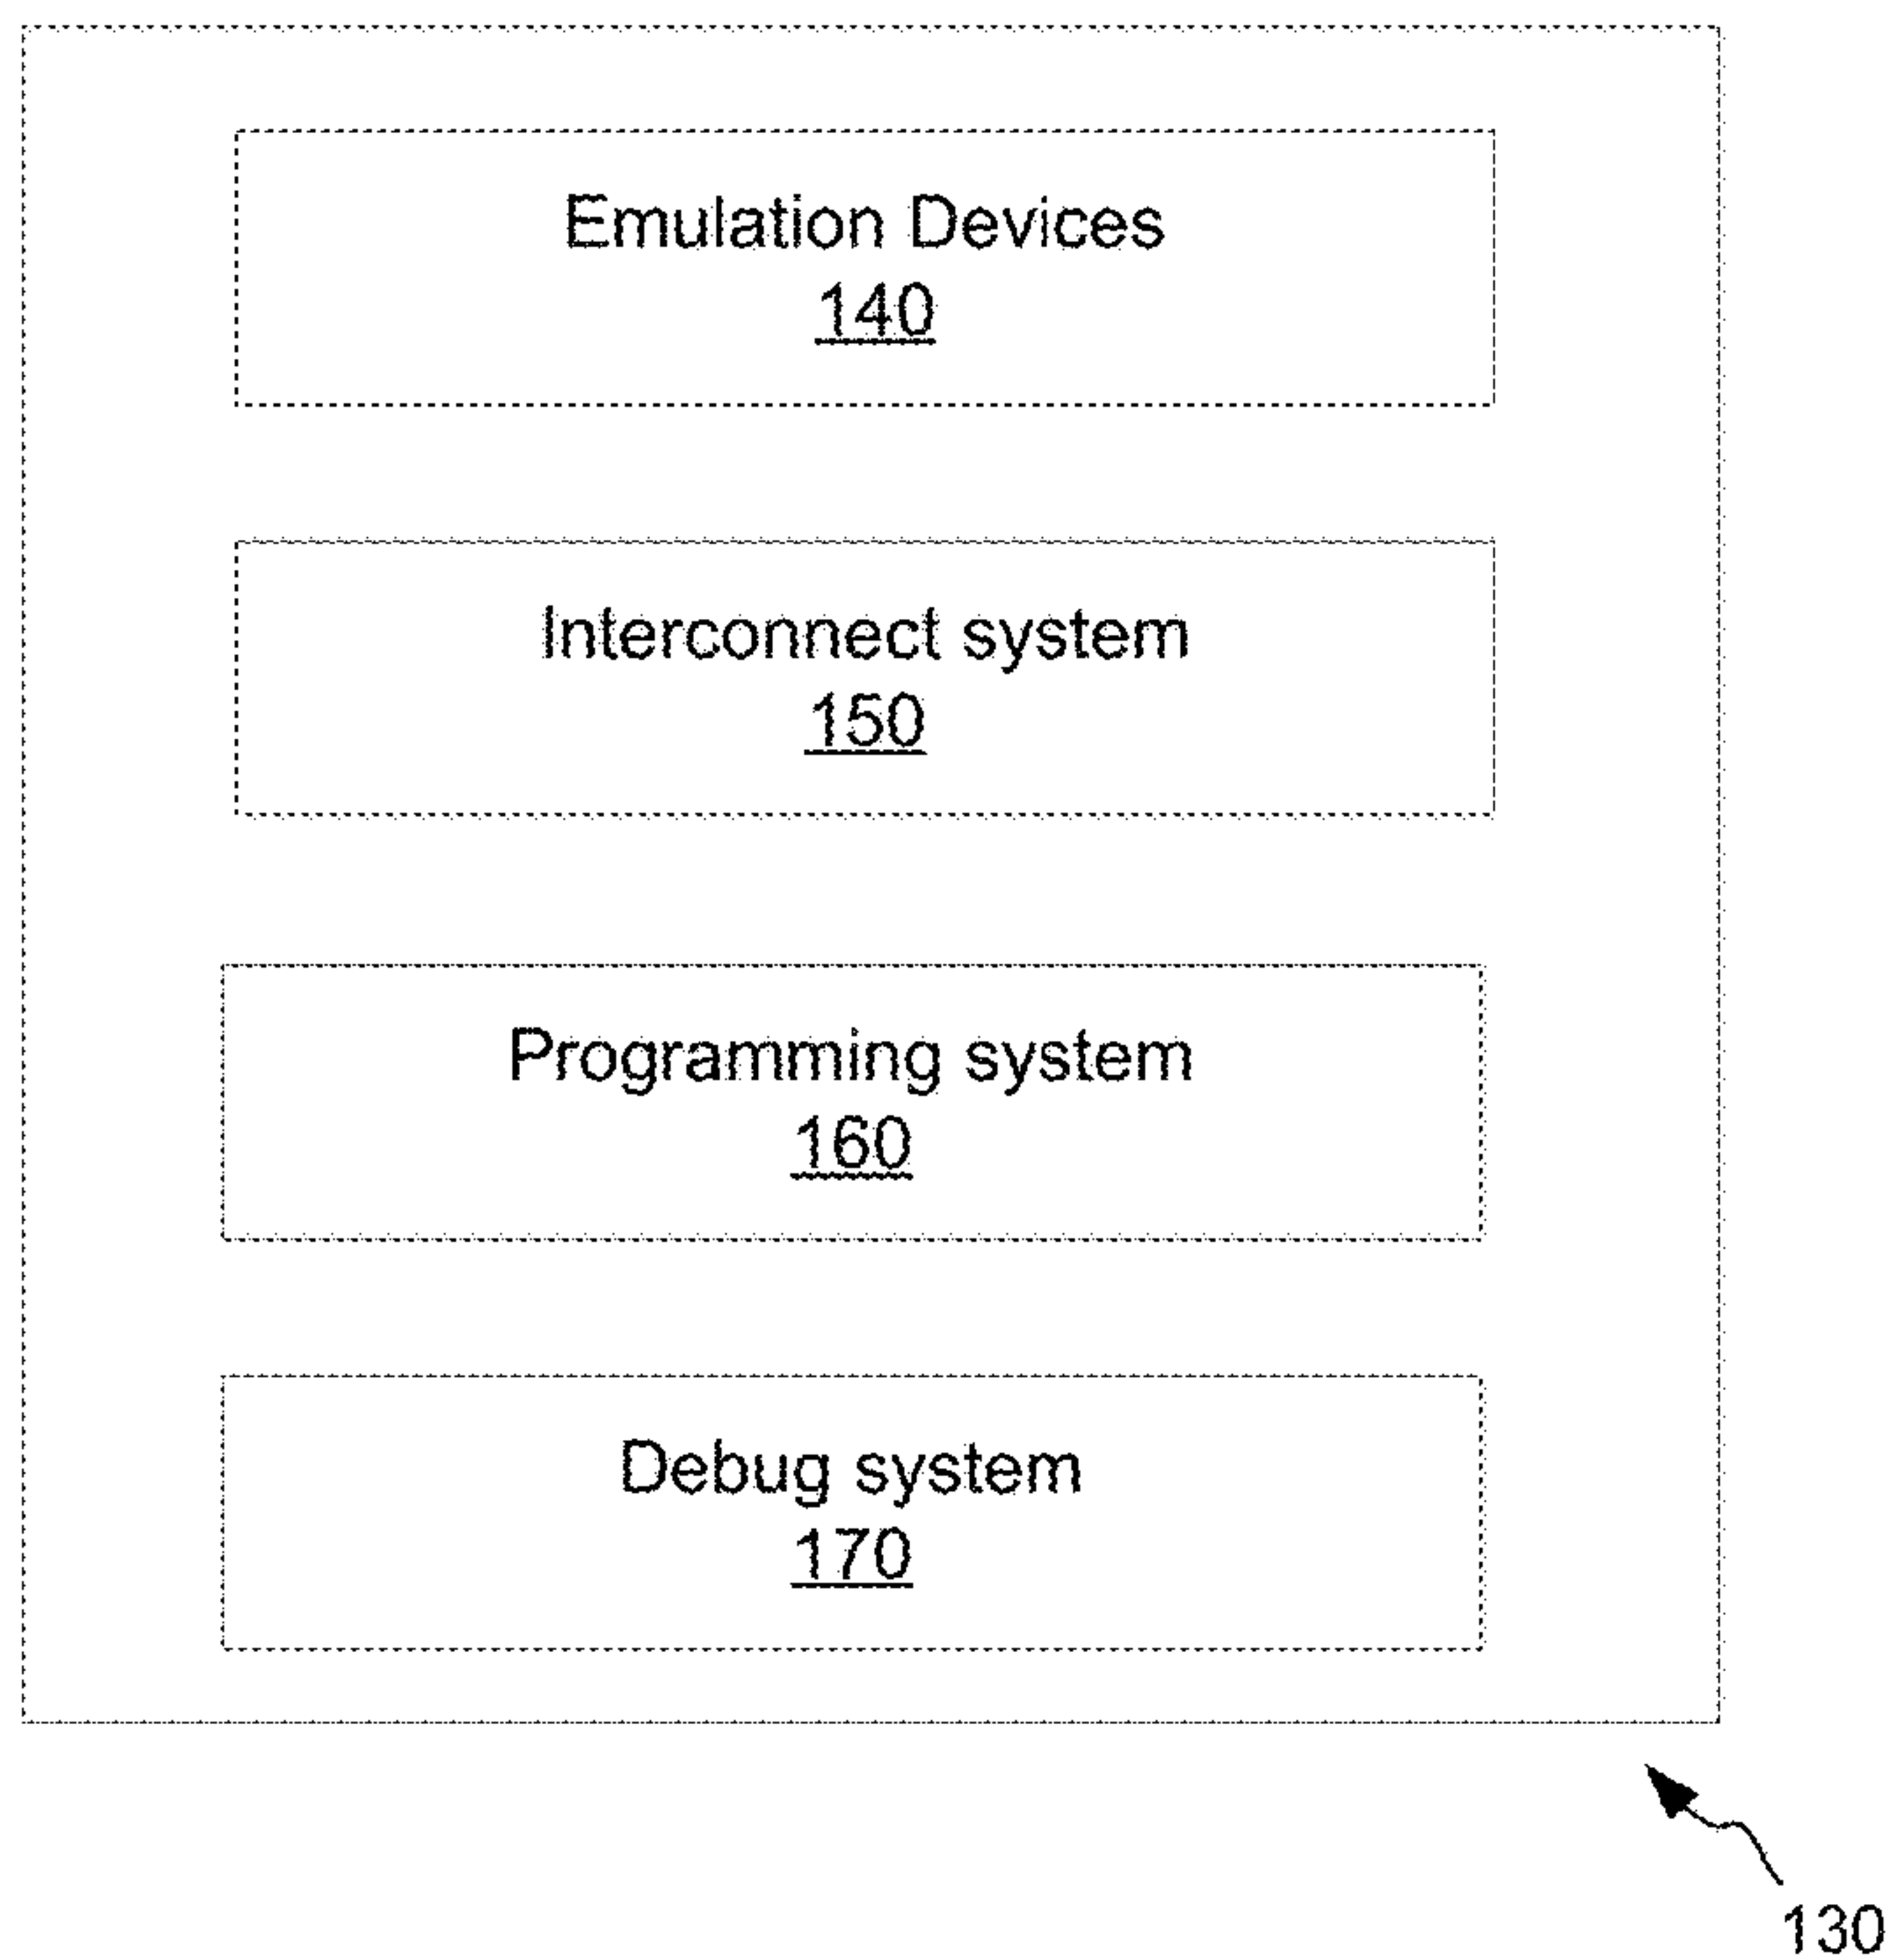 Emulation Devices
140
Interconnect system
150
Programming system
160
Debug system
170
130